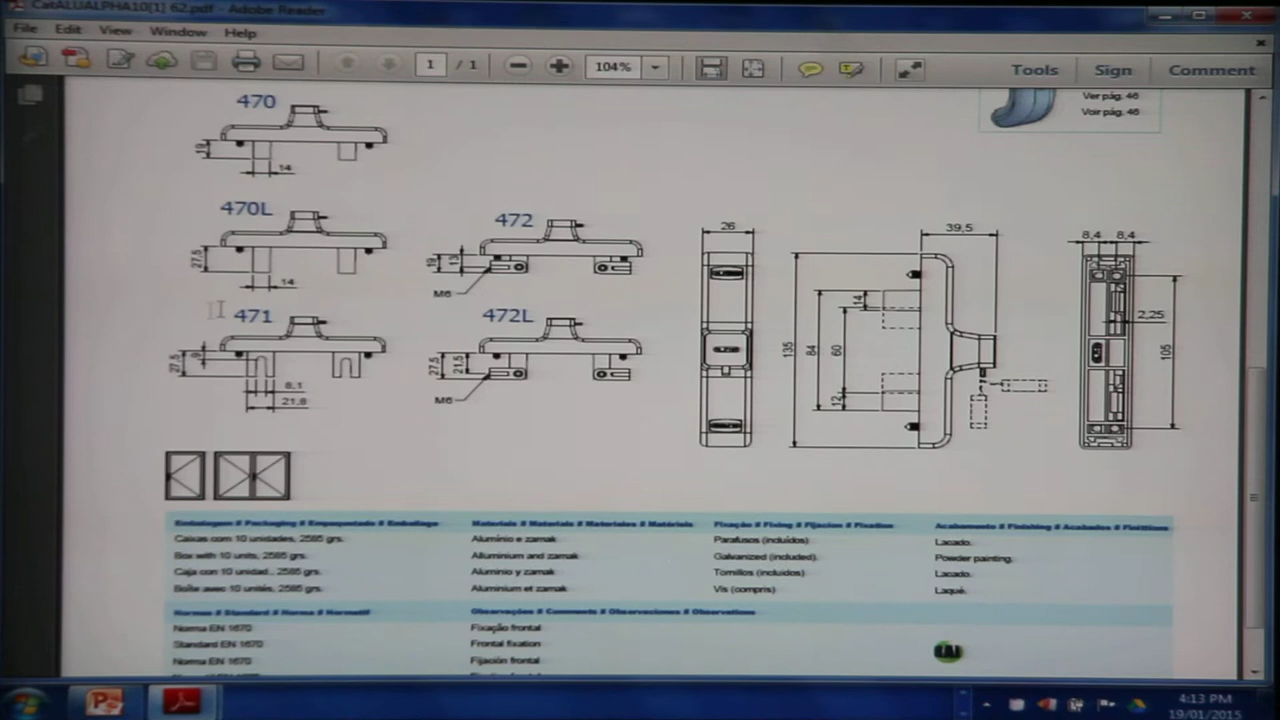 CatALUALPHA10[1] 62.pdf - Adobe Reader
File Edit View Window Help
1 / 1 104% Tools Sign Comment
Ver pág. 46
Voir pág. 46
470
19
14
470L
27,5
14
471
27,5
9
8,1
21,8
472
19
13
M6
472L
27,5
21,5
M6
26
39,5
135
84
60
14
12
8,4 8,4
2,25
105
Embalagem # Packaging # Empaquetado # Emballage
Caixas com 10 unidades, 2585 grs.
Box with 10 units, 2585 grs.
Caja con 10 unidad., 2585 grs.
Boîte avec 10 unités, 2585 grs.
Materiais # Materials # Materiales # Matériels
Alumínio e zamak
Alluminium and zamak
Aluminio y zamak
Aluminium et zamak
Fixação # Fixing # Fijacion # Fixation
Parafusos (incluídos)
Galvanized (included).
Tornillos (incluidos)
Vis (compris)
Acabamento # Finishing # Acabados # Finittions
Lacado.
Powder painting.
Lacado.
Laqué.
Normas # Standard # Norma # Normatif
Norma EN 1670
Standard EN 1670
Norma EN 1670
Observações # Comments # Observaciones # Observations
Fixação frontal
Frontal fixation
Fijación frontal
4:13 PM
19/01/2015